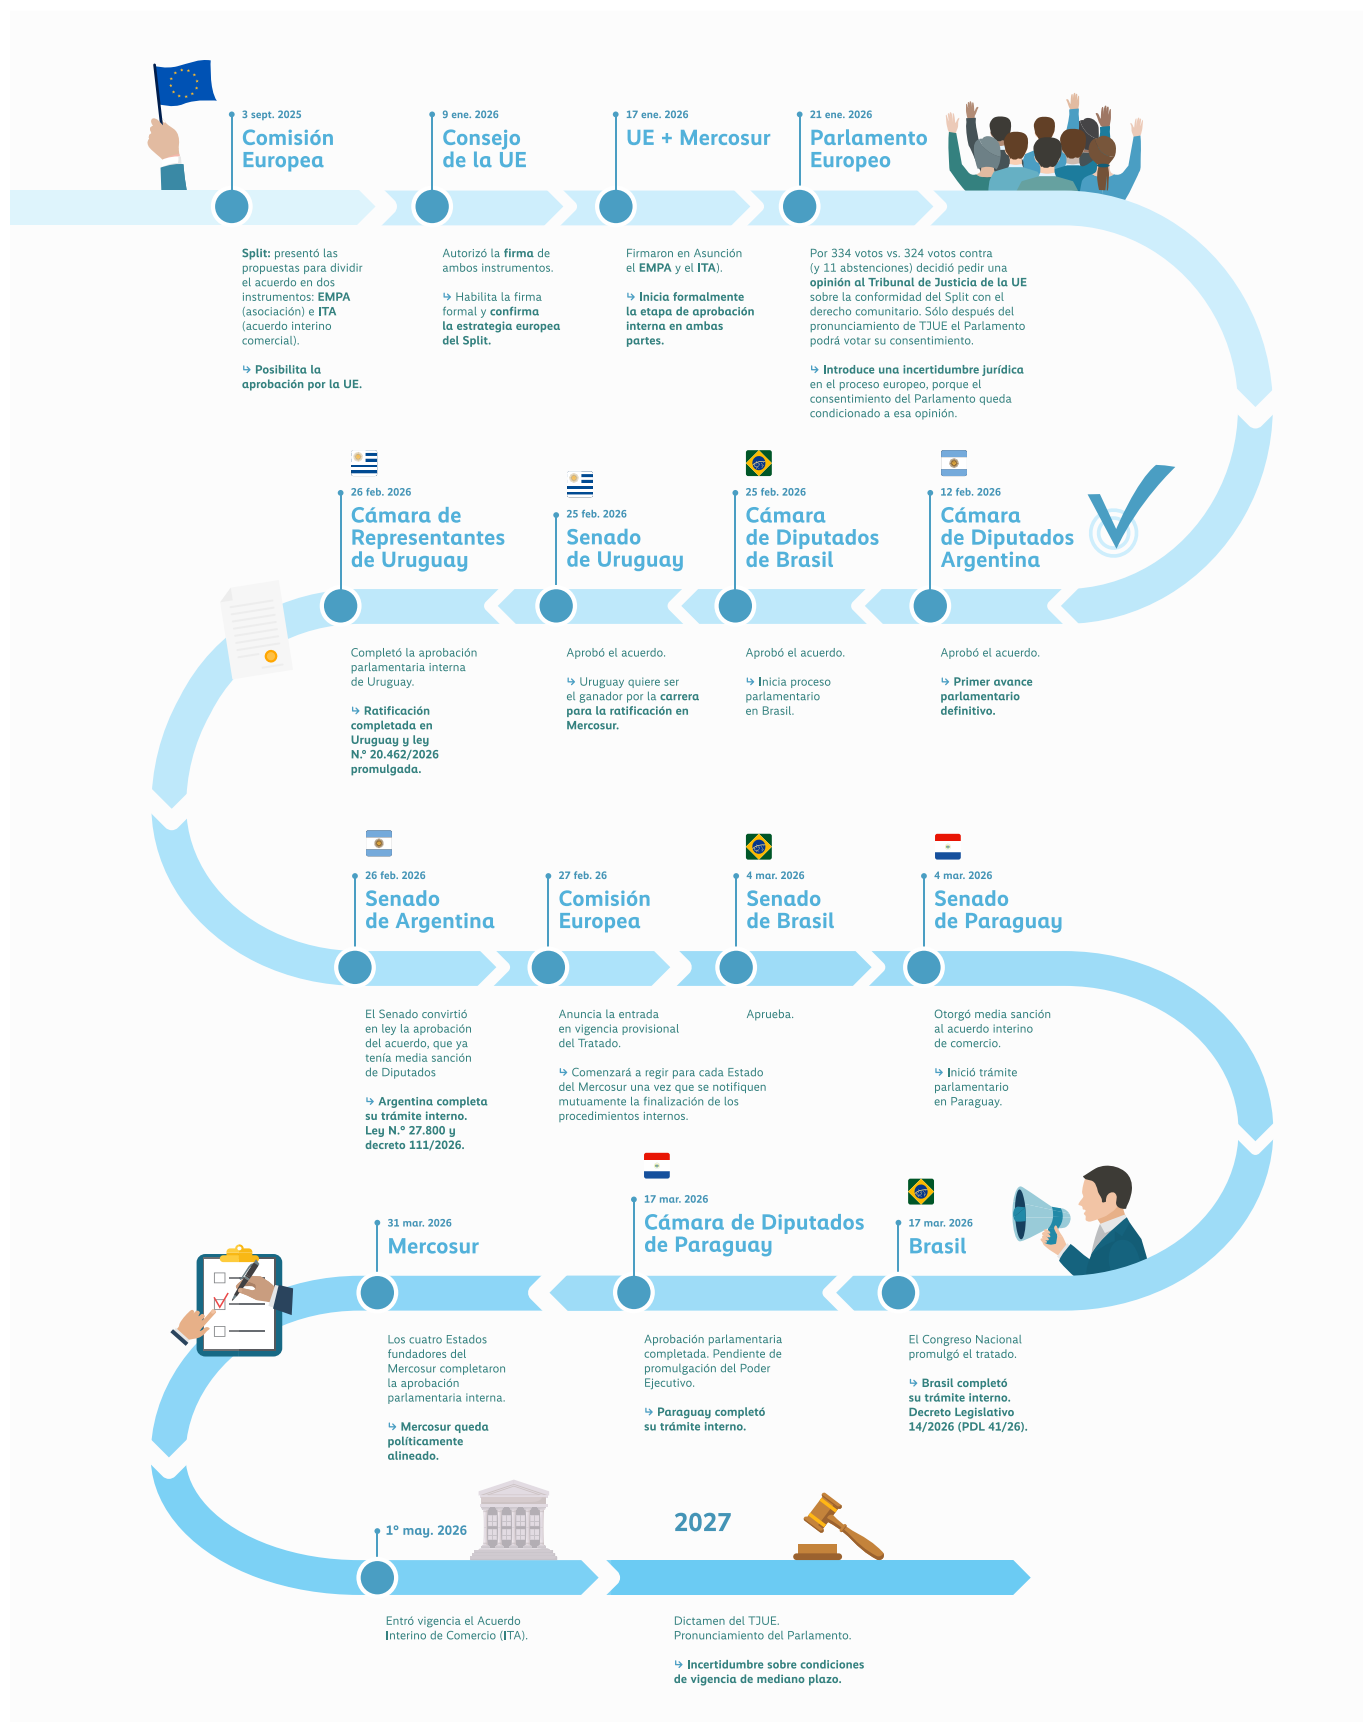 3 sept. 2025
Comisión
Europea
Split: presentó las
propuestas para dividir
el acuerdo en dos
instrumentos: EMPA
(asociación) e ITA
(acuerdo interino
comercial).
↳ Posibilita la
aprobación por la UE.
9 ene. 2026
Consejo
de la UE
Autorizó la firma de
ambos instrumentos.
↳ Habilita la firma
formal y confirma
la estrategia europea
del Split.
17 ene. 2026
UE + Mercosur
Firmaron en Asunción
el EMPA y el ITA).
↳ Inicia formalmente
la etapa de aprobación
interna en ambas
partes.
21 ene. 2026
Parlamento
Europeo
Por 334 votos vs. 324 votos contra
(y 11 abstenciones) decidió pedir una
opinión al Tribunal de Justicia de la UE
sobre la conformidad del Split con el
derecho comunitario. Sólo después del
pronunciamiento de TJUE el Parlamento
podrá votar su consentimiento.
↳ Introduce una incertidumbre jurídica
en el proceso europeo, porque el
consentimiento del Parlamento queda
condicionado a esa opinión.
12 feb. 2026
Cámara
de Diputados
Argentina
Aprobó el acuerdo.
↳ Primer avance
parlamentario
definitivo.
25 feb. 2026
Cámara
de Diputados
de Brasil
Aprobó el acuerdo.
↳ Inicia proceso
parlamentario
en Brasil.
25 feb. 2026
Senado
de Uruguay
Aprobó el acuerdo.
↳ Uruguay quiere ser
el ganador por la carrera
para la ratificación en
Mercosur.
26 feb. 2026
Cámara de
Representantes
de Uruguay
Completó la aprobación
parlamentaria interna
de Uruguay.
↳ Ratificación
completada en
Uruguay y ley
N.º 20.462/2026
promulgada.
26 feb. 2026
Senado
de Argentina
El Senado convirtió
en ley la aprobación
del acuerdo, que ya
tenía media sanción
de Diputados
↳ Argentina completa
su trámite interno.
Ley N.º 27.800 y
decreto 111/2026.
27 feb. 26
Comisión
Europea
Anuncia la entrada
en vigencia provisional
del Tratado.
↳ Comenzará a regir para cada Estado
del Mercosur una vez que se notifiquen
mutuamente la finalización de los
procedimientos internos.
4 mar. 2026
Senado
de Brasil
Aprueba.
4 mar. 2026
Senado
de Paraguay
Otorgó media sanción
al acuerdo interino
de comercio.
↳ Inició trámite
parlamentario
en Paraguay.
17 mar. 2026
Brasil
El Congreso Nacional
promulgó el tratado.
↳ Brasil completó
su trámite interno.
Decreto Legislativo
14/2026 (PDL 41/26).
17 mar. 2026
Cámara de Diputados
de Paraguay
Aprobación parlamentaria
completada. Pendiente de
promulgación del Poder
Ejecutivo.
↳ Paraguay completó
su trámite interno.
31 mar. 2026
Mercosur
Los cuatro Estados
fundadores del
Mercosur completaron
la aprobación
parlamentaria interna.
↳ Mercosur queda
políticamente
alineado.
1º may. 2026
Entró vigencia el Acuerdo
Interino de Comercio (ITA).
2027
Dictamen del TJUE.
Pronunciamiento del Parlamento.
↳ Incertidumbre sobre condiciones
de vigencia de mediano plazo.